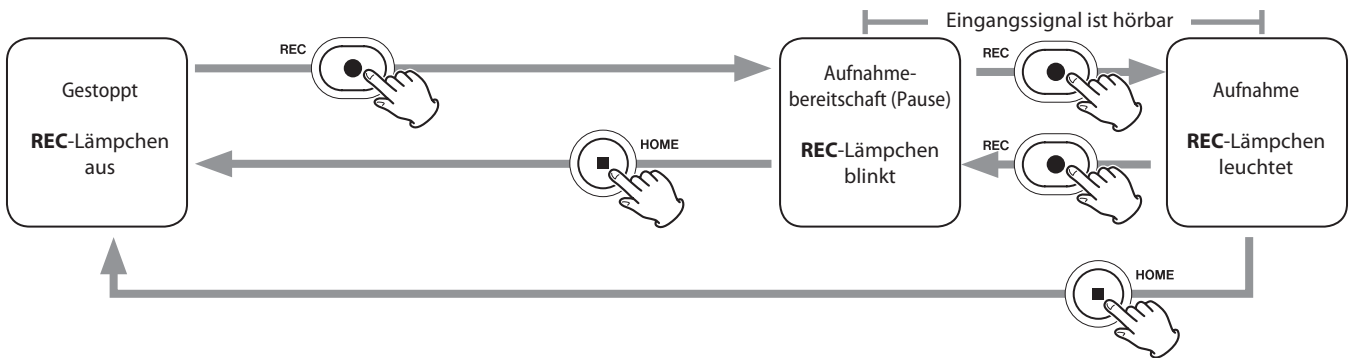 Eingangssignal ist hörbar
Gestoppt
REC-Lämpchen
aus
REC
HOME
Aufnahme-
bereitschaft (Pause)
REC-Lämpchen
blinkt
REC
REC
Aufnahme
REC-Lämpchen
leuchtet
HOME